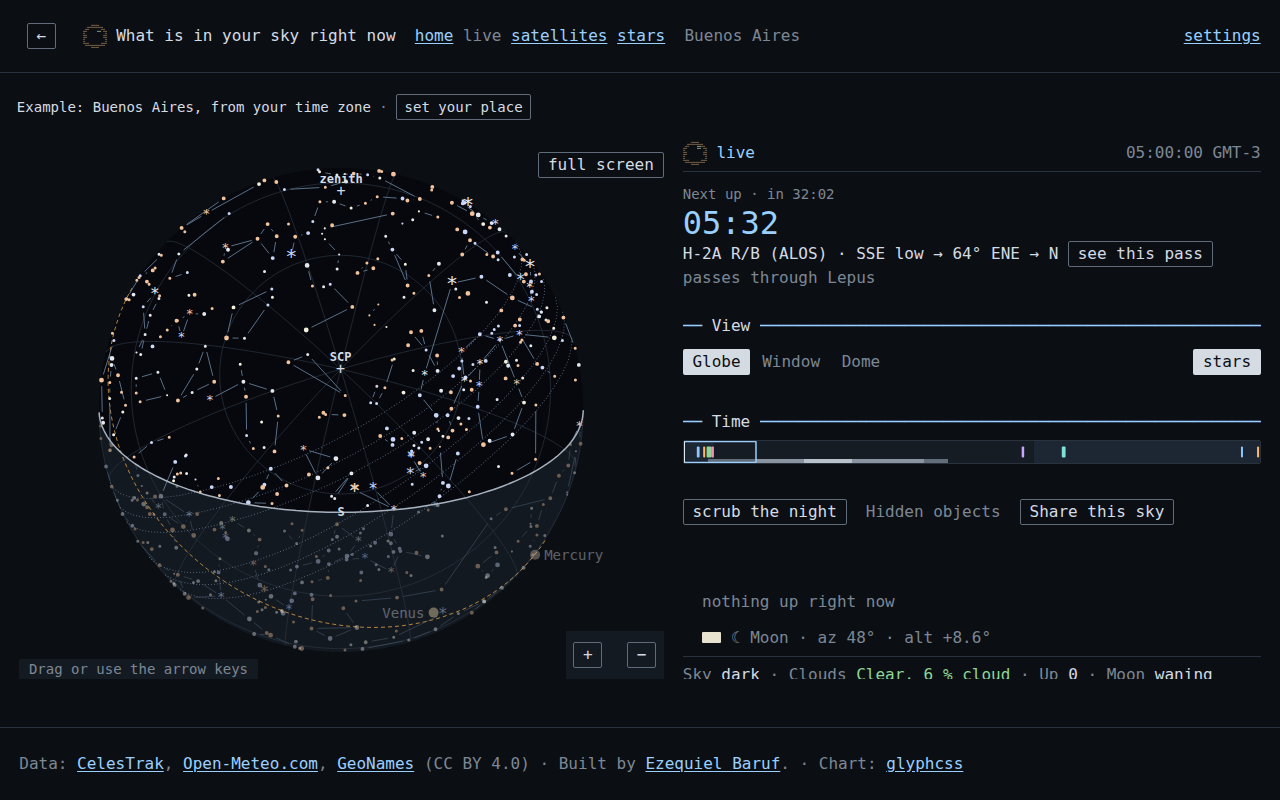 ← What is in your sky right now home live satellites stars Buenos Aires settings
Example: Buenos Aires, from your time zone · set your place
full screen
zenith
+
SCP
+
S
Mercury
Venus
Drag or use the arrow keys
+ −
live 05:00:00 GMT-3
Next up · in 32:02
05:32
H-2A R/B (ALOS) · SSE low → 64° ENE → N see this pass
passes through Lepus
View
Globe Window Dome stars
Time
scrub the night Hidden objects Share this sky
nothing up right now
☾ Moon · az 48° · alt +8.6°
Sky dark · Clouds Clear, 6 % cloud · Up 0 · Moon waning
Data: CelesTrak, Open-Meteo.com, GeoNames (CC BY 4.0) · Built by Ezequiel Baruf. · Chart: glyphcss